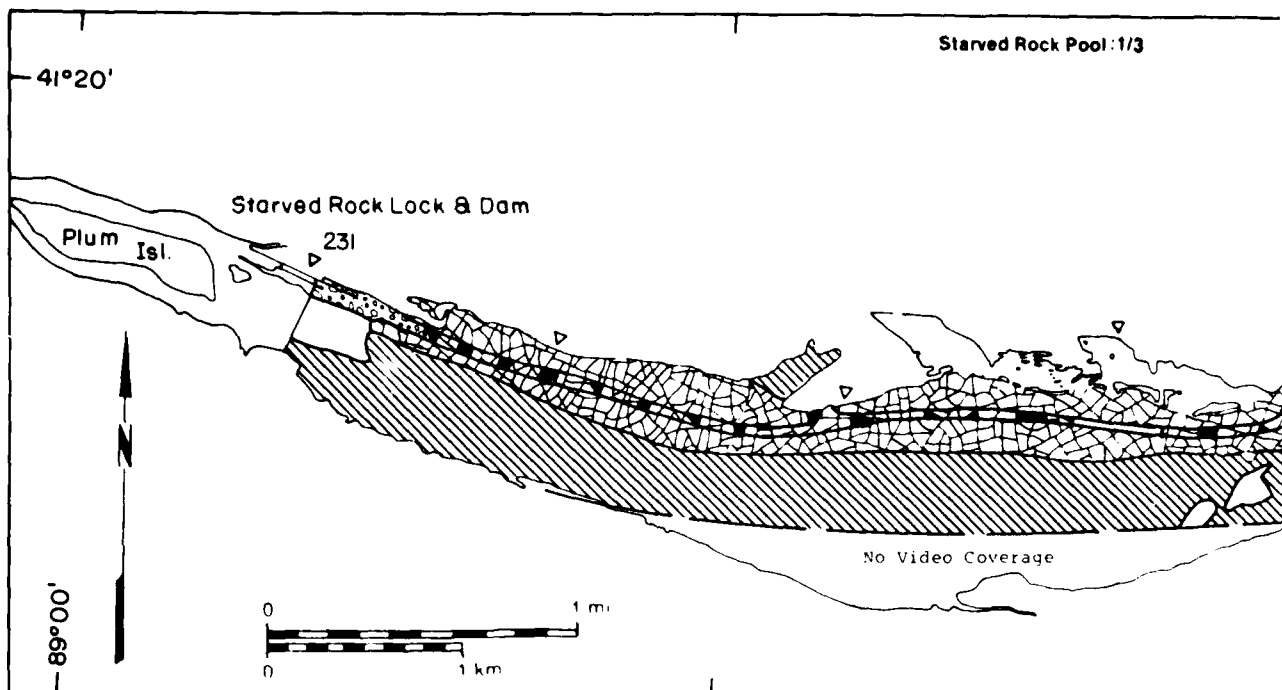 Starved Rock Pool:1/3
41°20'
Starved Rock Lock & Dam
231
Plum Isl.
N
No Video Coverage
89°00'
0 1 mi
0 1 km